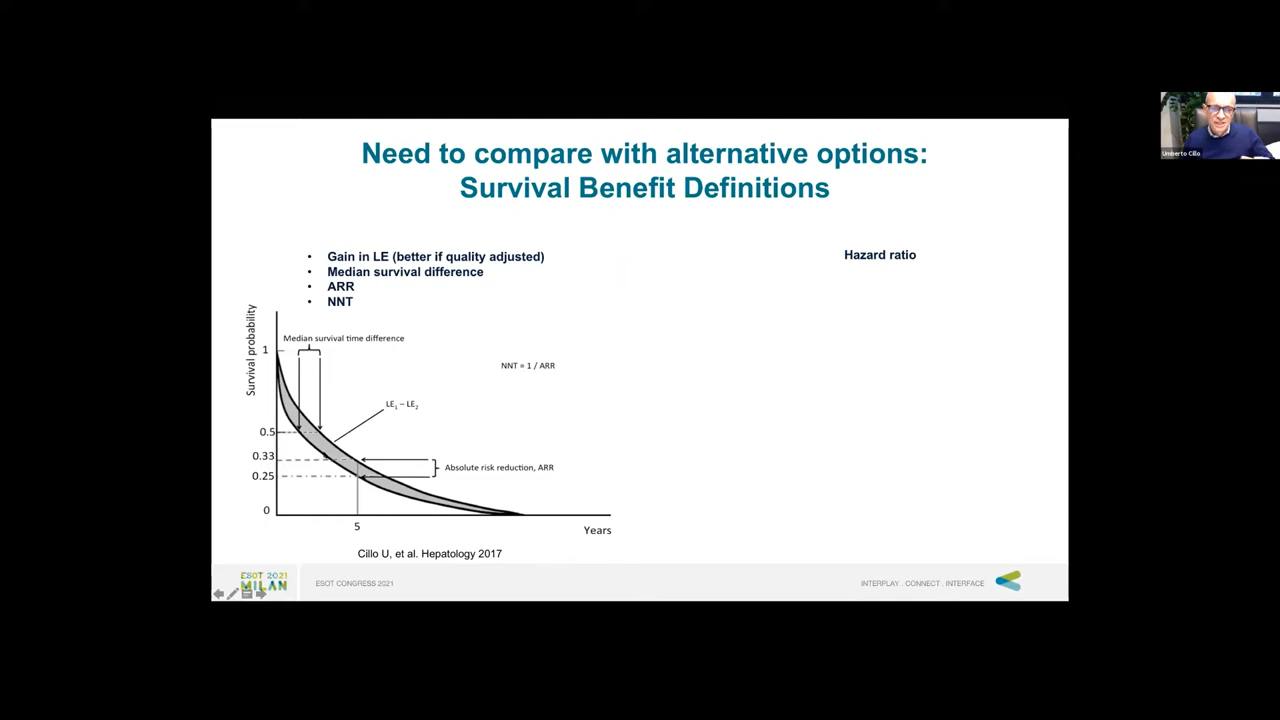 Need to compare with alternative options:
Survival Benefit Definitions
• Gain in LE (better if quality adjusted)
• Median survival difference
• ARR
• NNT
Hazard ratio
Survival probability
Median survival time difference
1
NNT = 1 / ARR
LE1 – LE2
0.5
0.33
0.25
Absolute risk reduction, ARR
0
5
Years
Cillo U, et al. Hepatology 2017
ESOT 2021
MILAN
ESOT CONGRESS 2021
INTERPLAY . CONNECT . INTERFACE
Umberto Cillo